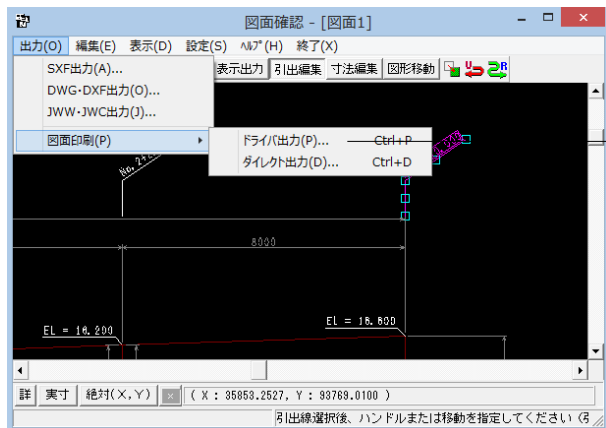 図面確認 - [図面1]
出力(O) 編集(E) 表示(D) 設定(S) ﾍﾙﾌﾟ(H) 終了(X)
SXF出力(A)...
DWG・DXF出力(O)...
JWW・JWC出力(J)...
図面印刷(P)
表示出力 引出編集 寸法編集 図形移動
ドライバ出力(P)... Ctrl+P
ダイレクト出力(D)... Ctrl+D
8000
EL = 16.200
EL = 16.800
詳 実寸 絶対(X,Y) ( X : 35853.2527, Y : 93769.0100 )
引出線選択後、ハンドルまたは移動を指定してください